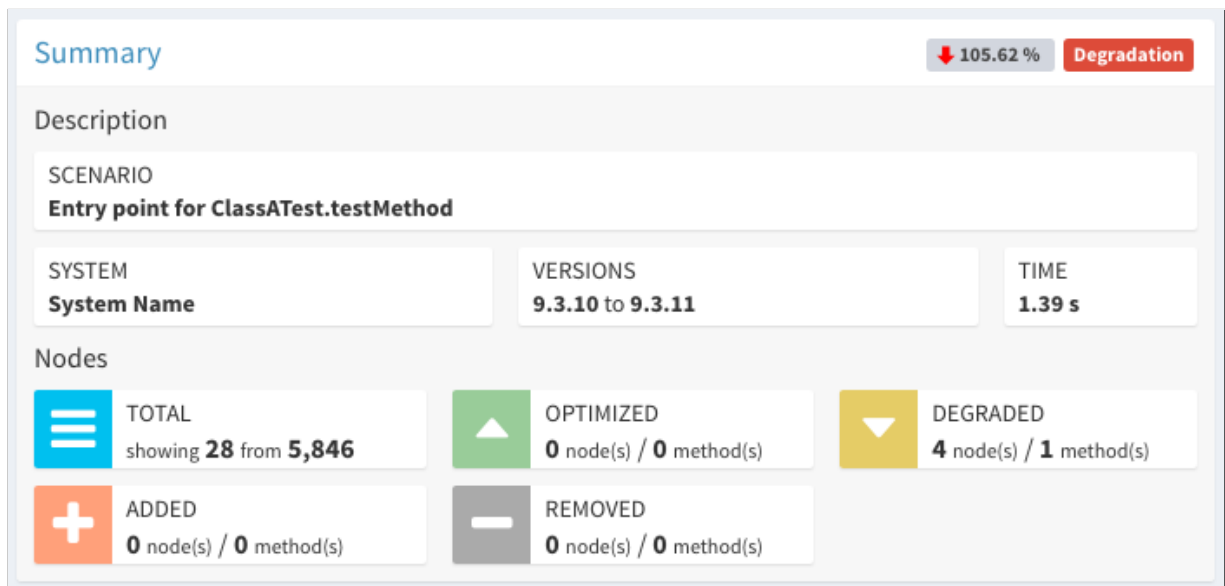 Summary
105.62 %
Degradation
Description
SCENARIO
Entry point for ClassATest.testMethod
SYSTEM
System Name
VERSIONS
9.3.10 to 9.3.11
TIME
1.39 s
Nodes
TOTAL
showing 28 from 5,846
OPTIMIZED
0 node(s) / 0 method(s)
DEGRADED
4 node(s) / 1 method(s)
ADDED
0 node(s) / 0 method(s)
REMOVED
0 node(s) / 0 method(s)